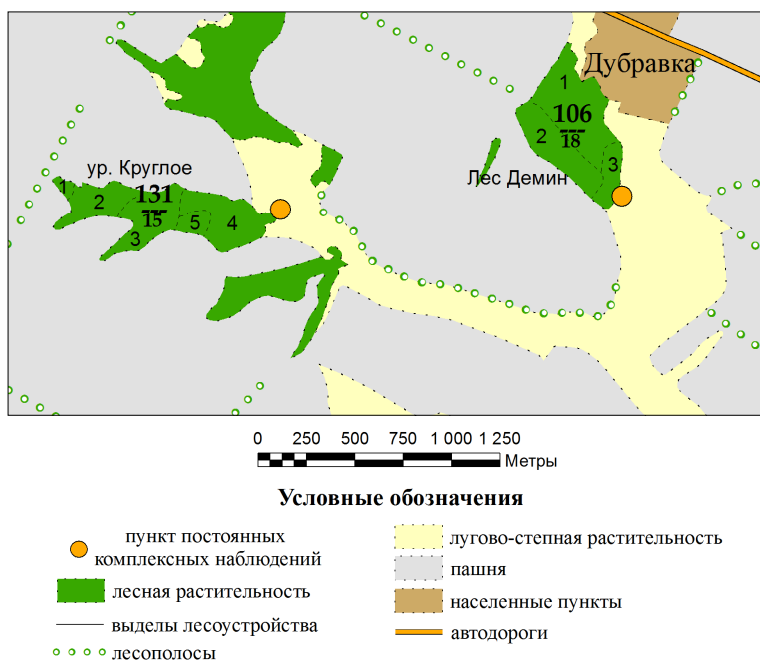 Дубравка
1
106
18
2
3
Лес Демин
ур. Круглое
1
2
131
15
3
5
4
0 250 500 750 1 000 1 250
Метры
Условные обозначения
пункт постоянных
комплексных наблюдений
лесная растительность
выделы лесоустройства
лесополосы
лугово-степная растительность
пашня
населенные пункты
автодороги